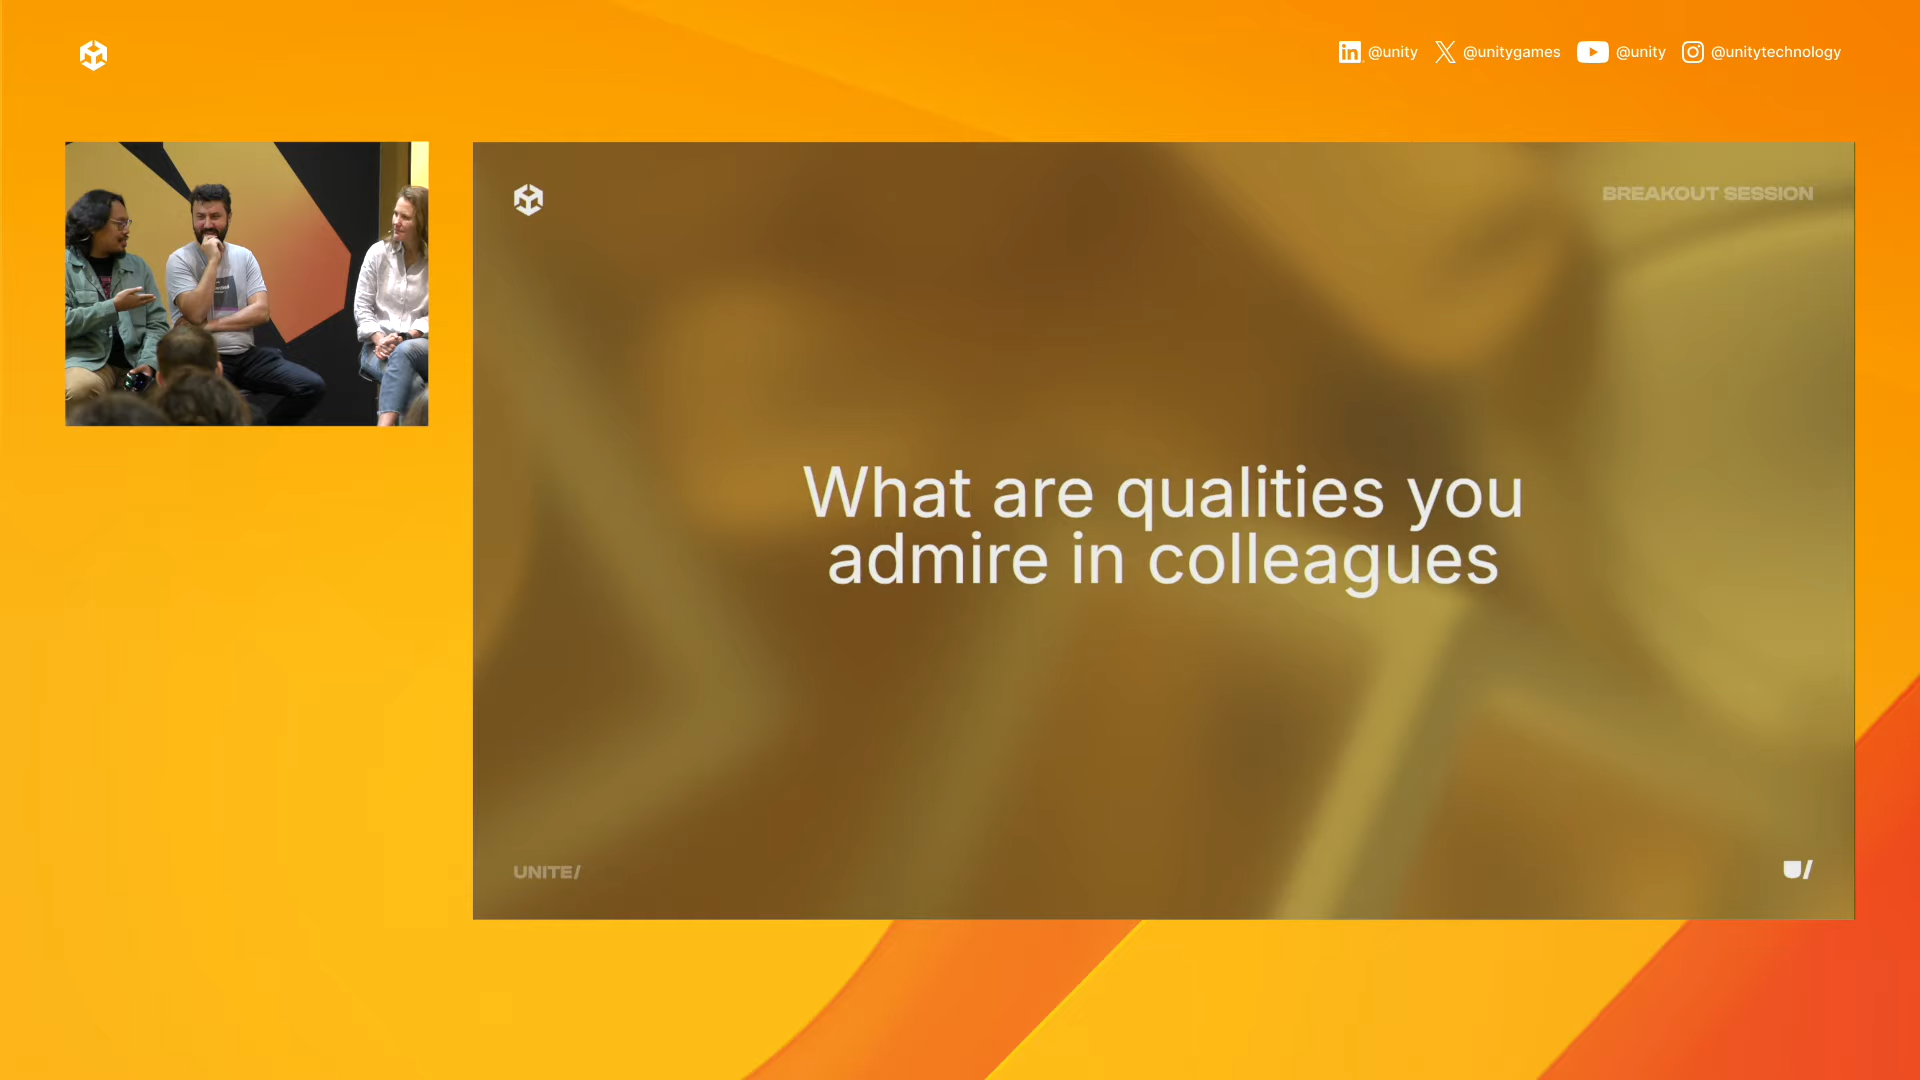 @unity
@unitygames
@unity
@unitytechnology
BREAKOUT SESSION
What are qualities you
admire in colleagues
UNITE/
U/